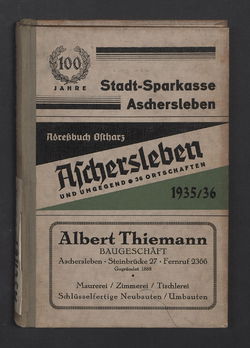 100
JAHRE
Stadt-Sparkasse
Aschersleben
Adreßbuch Ostharz
Aschersleben
UND UMGEGEND • 36 ORTSCHAFTEN
1935/36
Albert Thiemann
BAUGESCHÄFT
Aschersleben · Steinbrücke 27 · Fernruf 2366
Gegründet 1888
Maurerei / Zimmerei / Tischlerei
Schlüsselfertige Neubauten / Umbauten